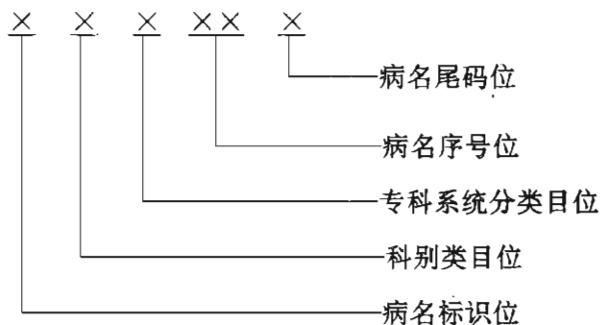 × × × ×× ×
病名尾码位
病名序号位
专科系统分类目位
科别类目位
病名标识位